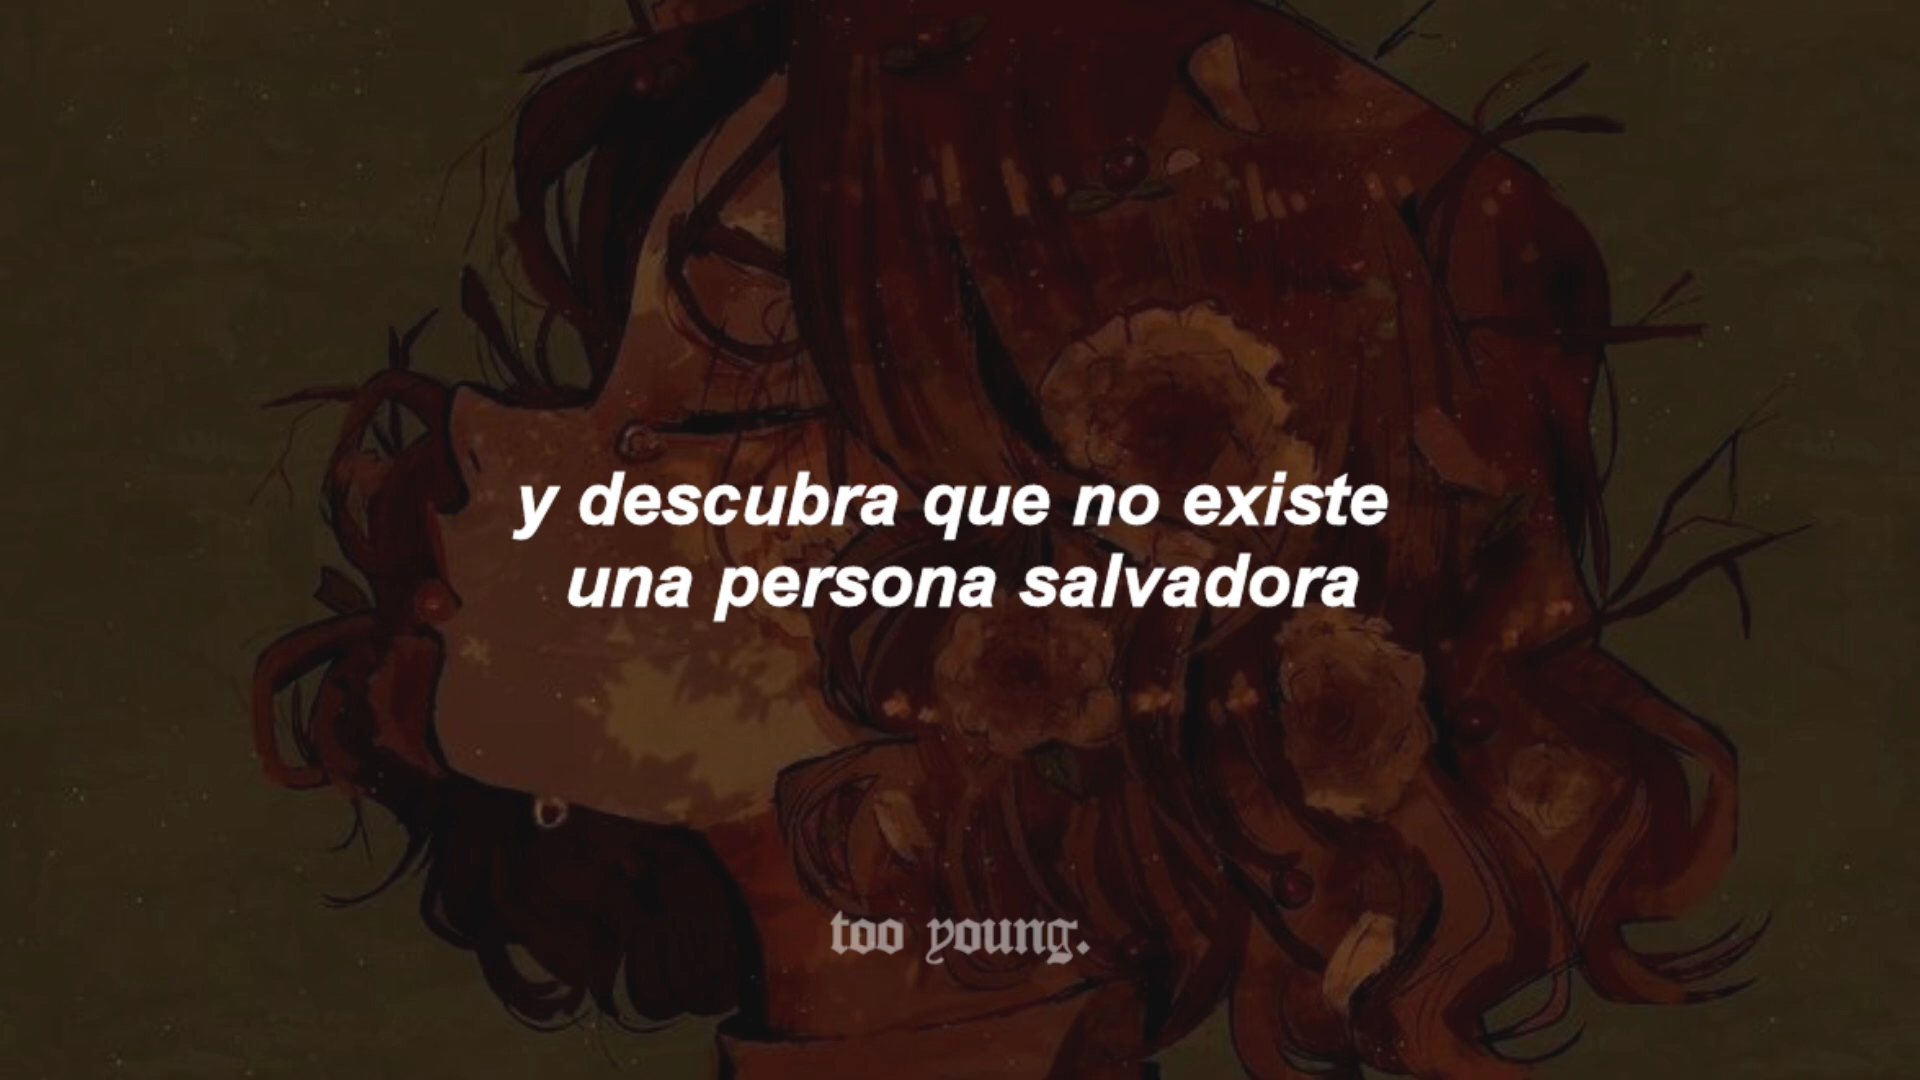 y descubra que no existe
una persona salvadora
too young.